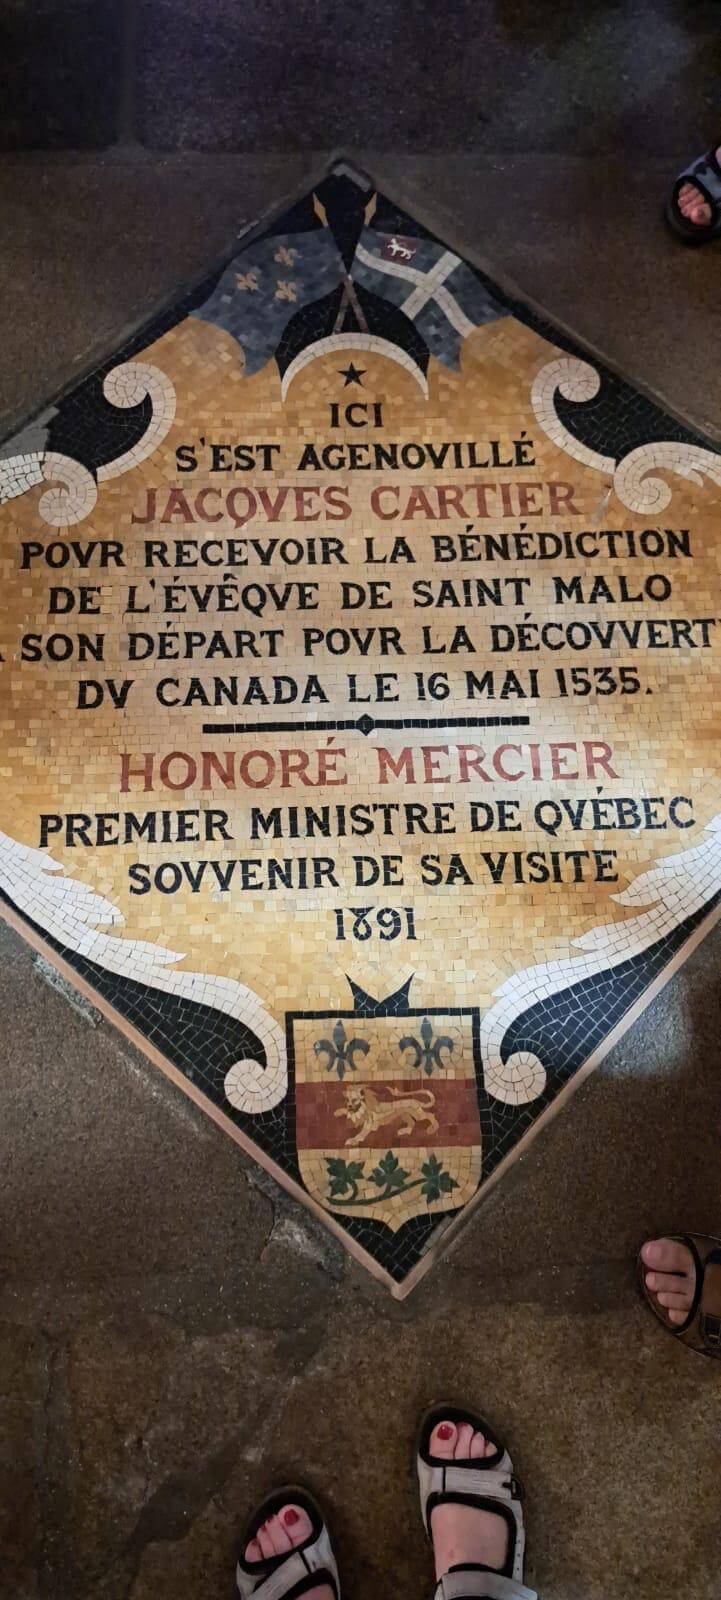 ICI
S'EST AGENOVILLÉ
JACQVES CARTIER
POVR RECEVOIR LA BÉNÉDICTION
DE L'ÉVÊQVE DE SAINT MALO
A SON DÉPART POVR LA DÉCOVVERT
DV CANADA LE 16 MAI 1535.
HONORÉ MERCIER
PREMIER MINISTRE DE QVÉBEC
SOVVENIR DE SA VISITE
1891